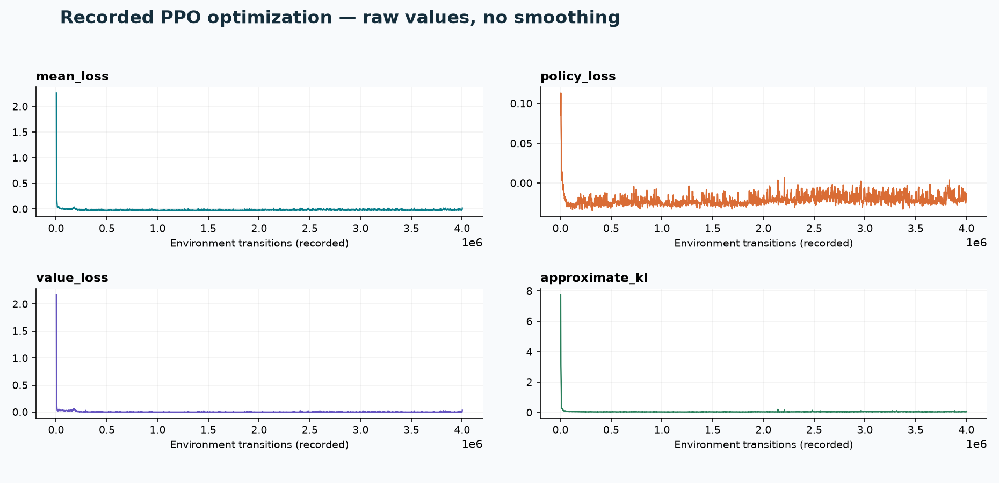 Recorded PPO optimization — raw values, no smoothing
mean_loss
2.0
1.5
1.0
0.5
0.0
0.0 0.5 1.0 1.5 2.0 2.5 3.0 3.5 4.0
Environment transitions (recorded)
1e6
policy_loss
0.10
0.05
0.00
0.0 0.5 1.0 1.5 2.0 2.5 3.0 3.5 4.0
Environment transitions (recorded)
1e6
value_loss
2.0
1.5
1.0
0.5
0.0
0.0 0.5 1.0 1.5 2.0 2.5 3.0 3.5 4.0
Environment transitions (recorded)
1e6
approximate_kl
8
6
4
2
0
0.0 0.5 1.0 1.5 2.0 2.5 3.0 3.5 4.0
Environment transitions (recorded)
1e6